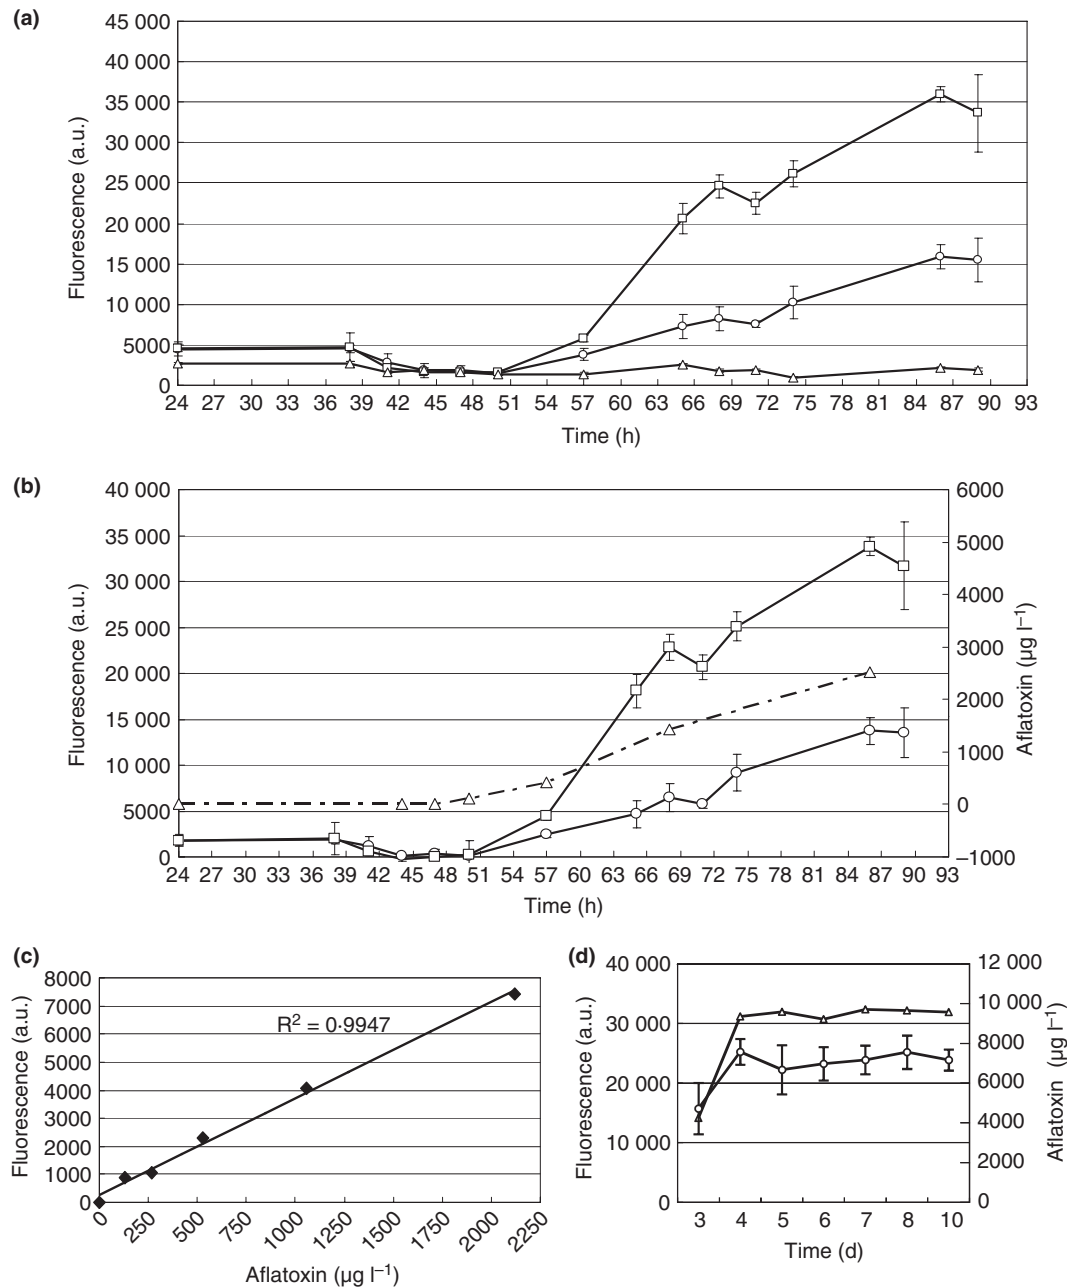 (a)
45 000
40 000
35 000
30 000
25 000
20 000
15 000
10 000
5000
0
Fluorescence (a.u.)
24 27 30 33 36 39 42 45 48 51 54 57 60 63 66 69 72 75 78 81 84 87 90 93
Time (h)
(b)
40 000
35 000
30 000
25 000
20 000
15 000
10 000
5000
0
Fluorescence (a.u.)
6000
5000
4000
3000
2000
1000
0
–1000
Aflatoxin (µg l–1)
24 27 30 33 36 39 42 45 48 51 54 57 60 63 66 69 72 75 78 81 84 87 90 93
Time (h)
(c)
8000
7000
6000
5000
4000
3000
2000
1000
0
Fluorescence (a.u.)
R2 = 0·9947
0 250 500 750 1000 1250 1500 1750 2000 2250
Aflatoxin (µg l–1)
(d)
40 000
30 000
20 000
10 000
0
Fluorescence (a.u.)
12 000
10 000
8000
6000
4000
2000
0
Aflatoxin (µg l–1)
3 4 5 6 7 8 10
Time (d)